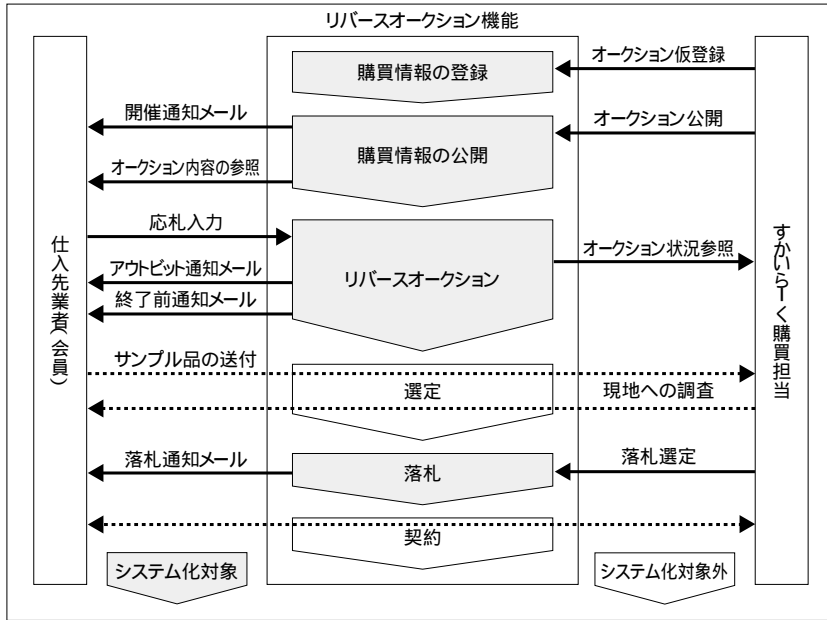 リバースオークション機能
オークション仮登録
購買情報の登録
開催通知メール
オークション公開
購買情報の公開
オークション内容の参照
応札入力
オークション状況参照
アウトビット通知メール
リバースオークション
終了前通知メール
サンプル品の送付
選定
現地への調査
落札通知メール
落札選定
落札
契約
システム化対象
システム化対象外
仕入先業者(会員)
すかいらーく購買担当